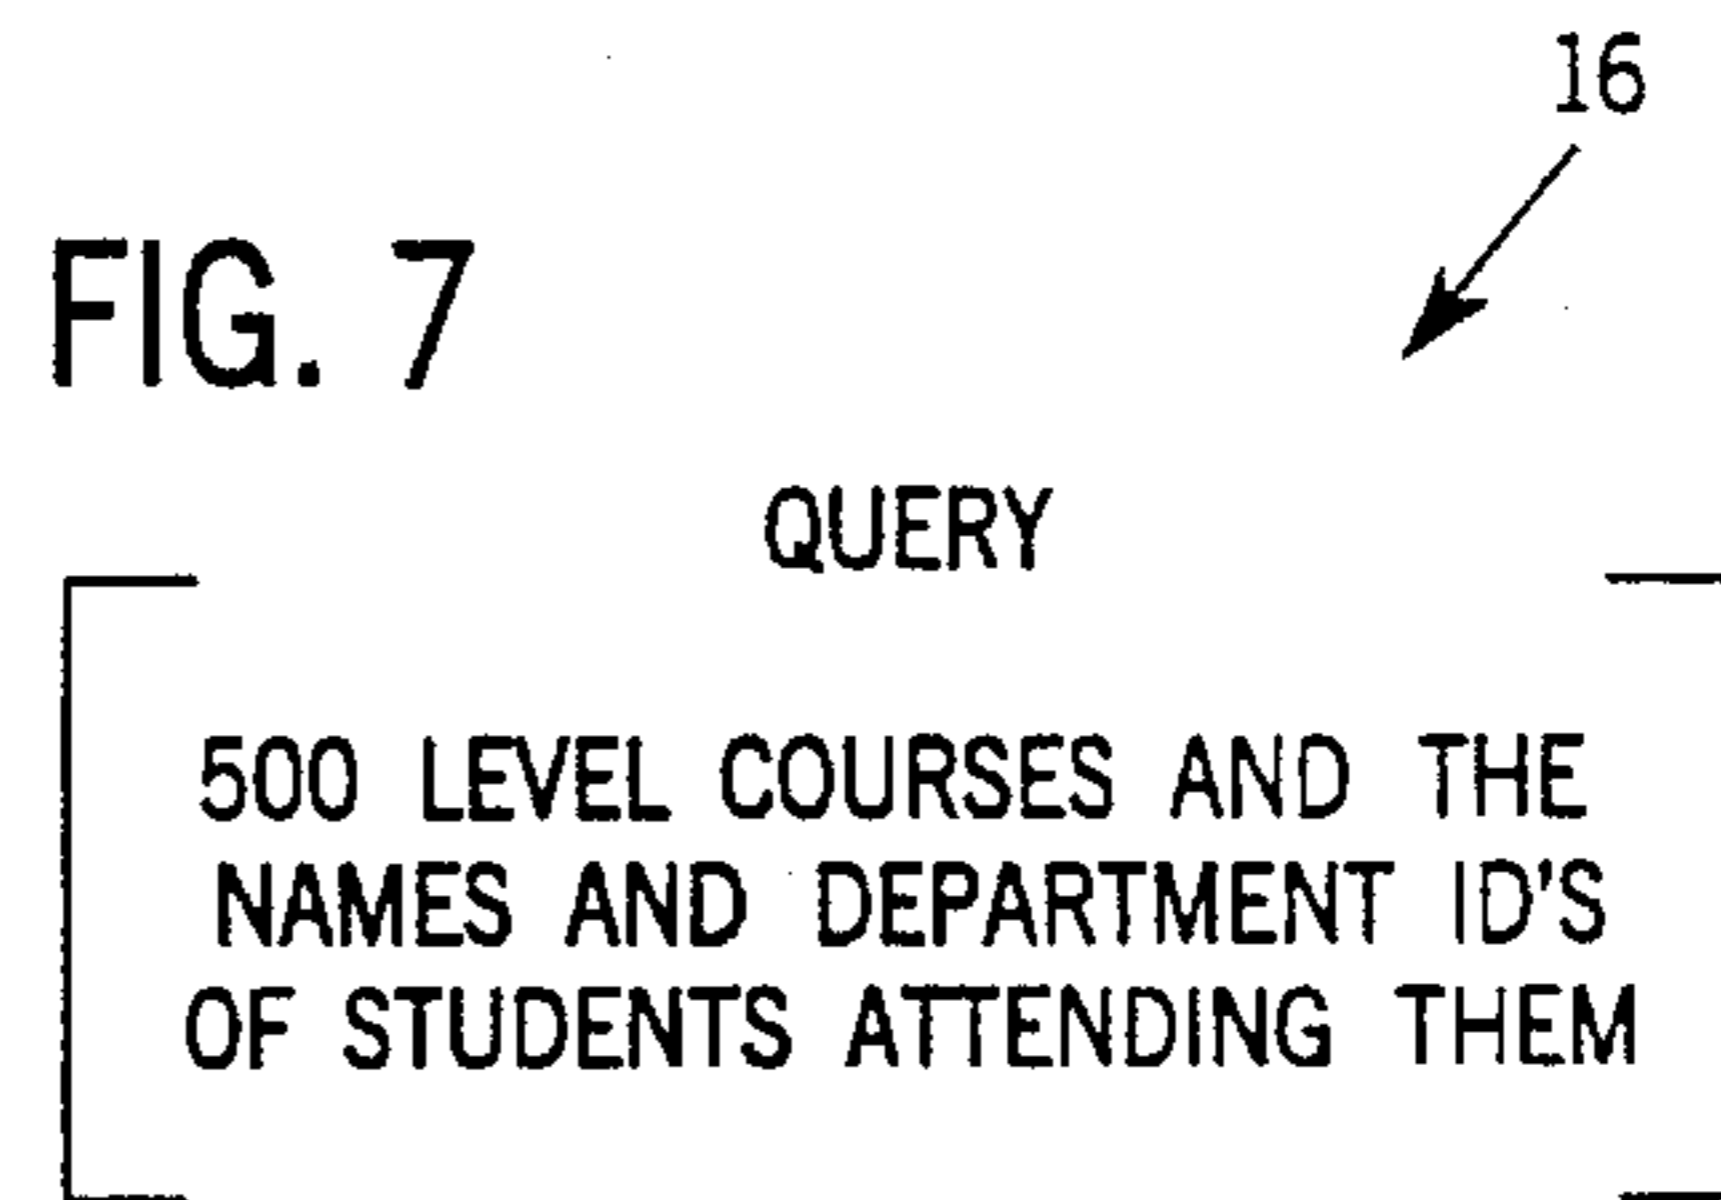 16
FIG. 7
QUERY
500 LEVEL COURSES AND THE
NAMES AND DEPARTMENT ID'S
OF STUDENTS ATTENDING THEM